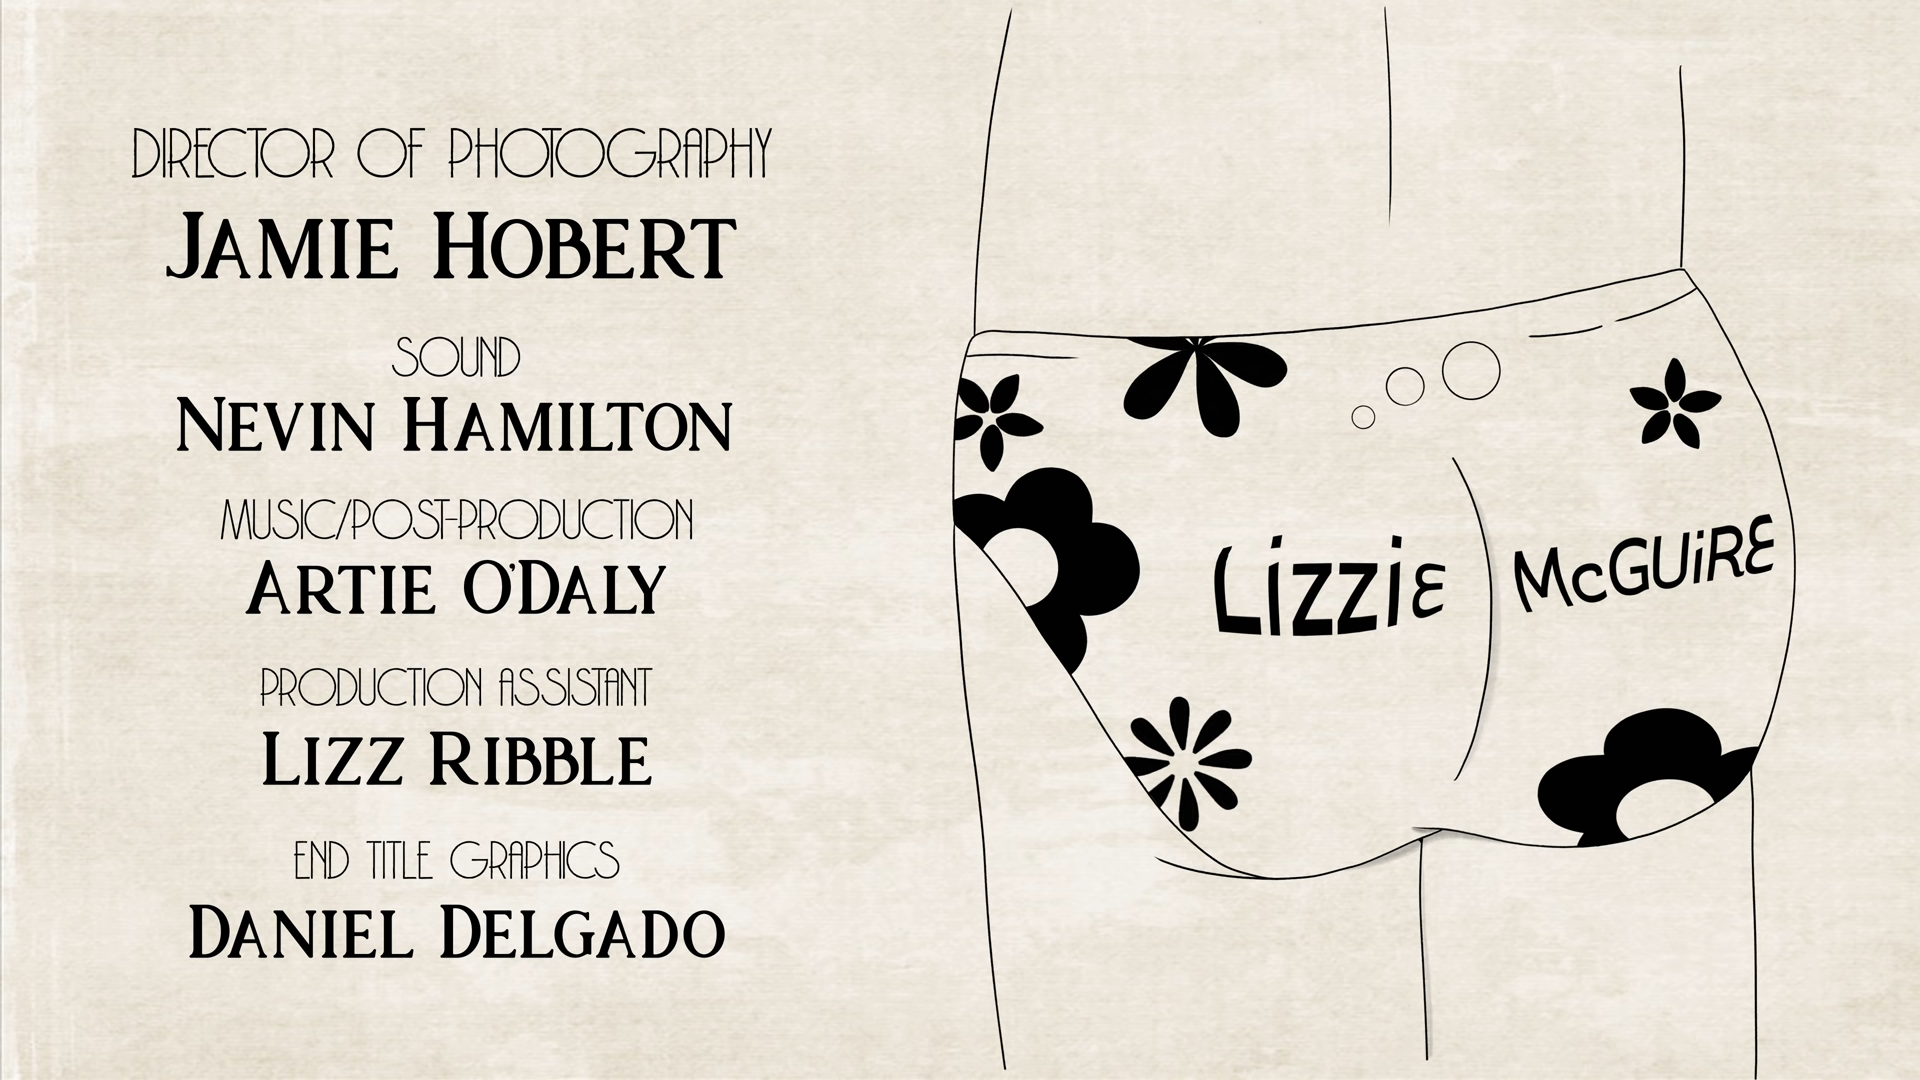 DIRECTOR OF PHOTOGRAPHY
JAMIE HOBERT
SOUND
NEVIN HAMILTON
MUSIC/POST-PRODUCTION
ARTIE O'DALY
PRODUCTION ASSISTANT
LIZZ RIBBLE
END TITLE GRAPHICS
DANIEL DELGADO
LiZZiE McGUiRE